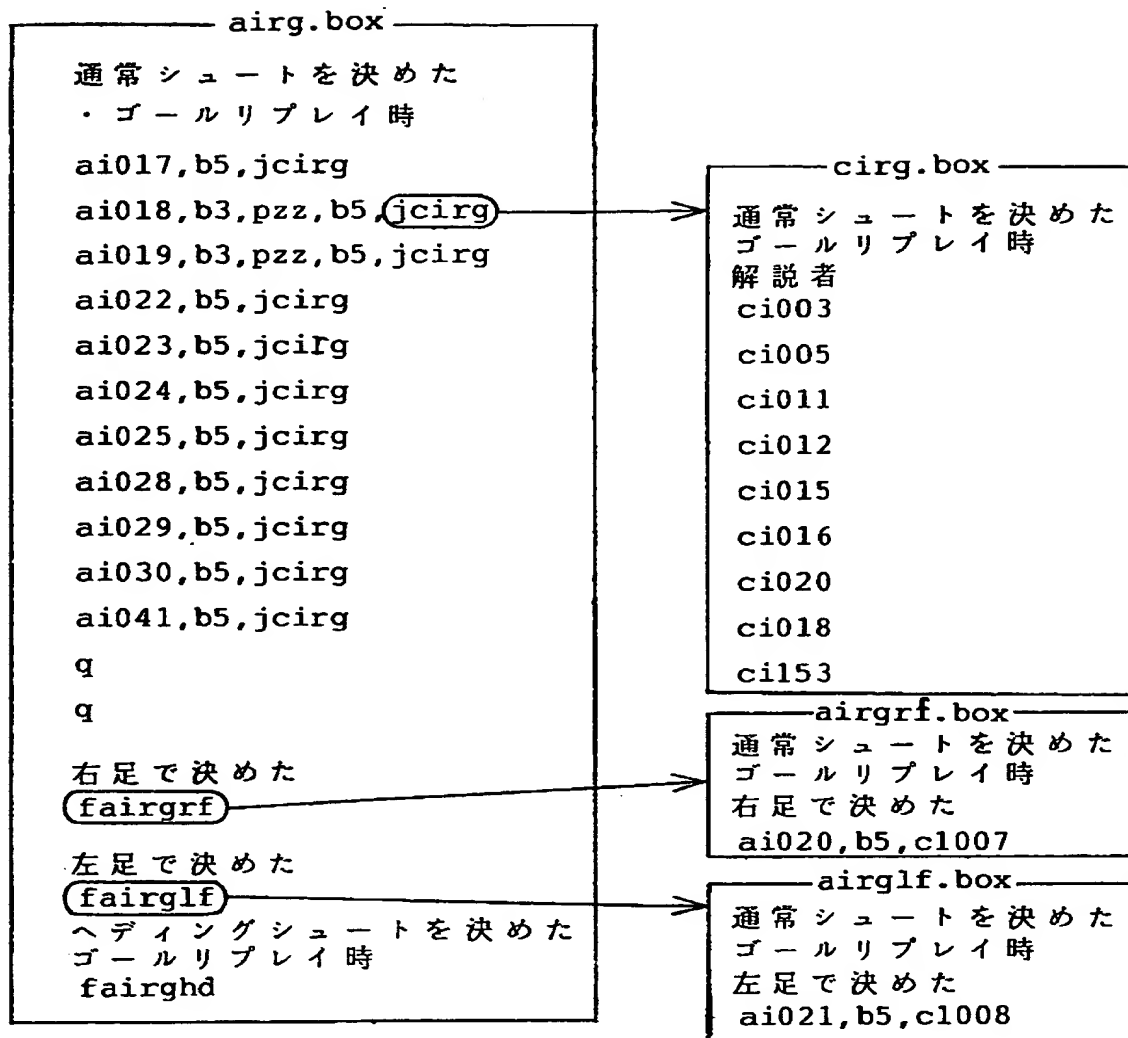 airg.box
通常シュートを決めた
・ゴールリプレイ時
ai017,b5,jcirg
ai018,b3,pzz,b5,jcirg
ai019,b3,pzz,b5,jcirg
ai022,b5,jcirg
ai023,b5,jcirg
ai024,b5,jcirg
ai025,b5,jcirg
ai028,b5,jcirg
ai029,b5,jcirg
ai030,b5,jcirg
ai041,b5,jcirg
q
q
右足で決めた
fairgrf
左足で決めた
fairglf
ヘディングシュートを決めた
ゴールリプレイ時
fairghd
cirg.box
通常シュートを決めた
ゴールリプレイ時
解説者
ci003
ci005
ci011
ci012
ci015
ci016
ci020
ci018
ci153
airgrf.box
通常シュートを決めた
ゴールリプレイ時
右足で決めた
ai020,b5,c1007
airglf.box
通常シュートを決めた
ゴールリプレイ時
左足で決めた
ai021,b5,c1008